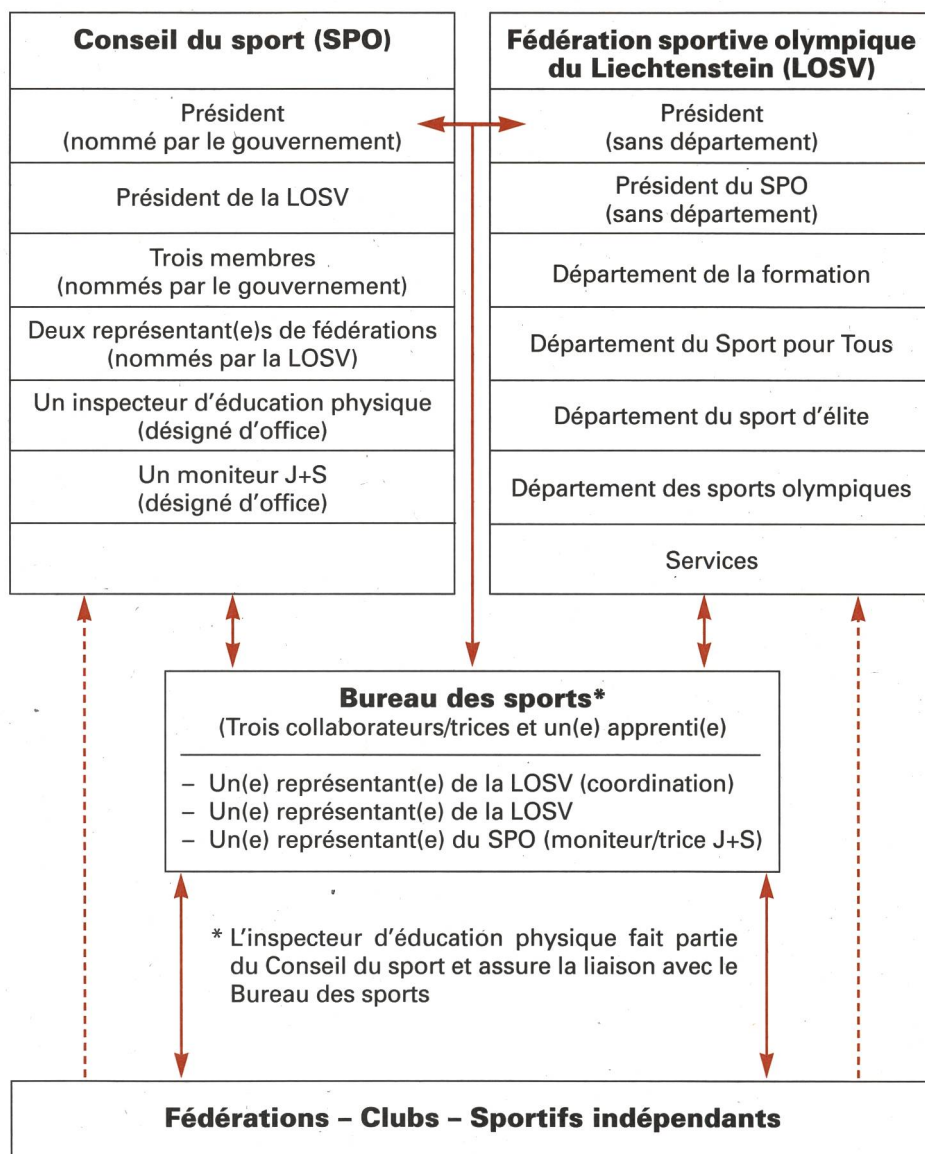 Conseil du sport (SPO)
Président
(nommé par le gouvernement)
Président de la LOSV
Trois membres
(nommés par le gouvernement)
Deux représentant(e)s de fédérations
(nommés par la LOSV)
Un inspecteur d'éducation physique
(désigné d'office)
Un moniteur J+S
(désigné d'office)
Fédération sportive olympique
du Liechtenstein (LOSV)
Président
(sans département)
Président du SPO
(sans département)
Département de la formation
Département du Sport pour Tous
Département du sport d'élite
Département des sports olympiques
Services
Bureau des sports*
(Trois collaborateurs/trices et un(e) apprenti(e)
– Un(e) représentant(e) de la LOSV (coordination)
– Un(e) représentant(e) de la LOSV
– Un(e) représentant(e) du SPO (moniteur/trice J+S)
* L'inspecteur d'éducation physique fait partie
du Conseil du sport et assure la liaison avec le
Bureau des sports
Fédérations – Clubs – Sportifs indépendants